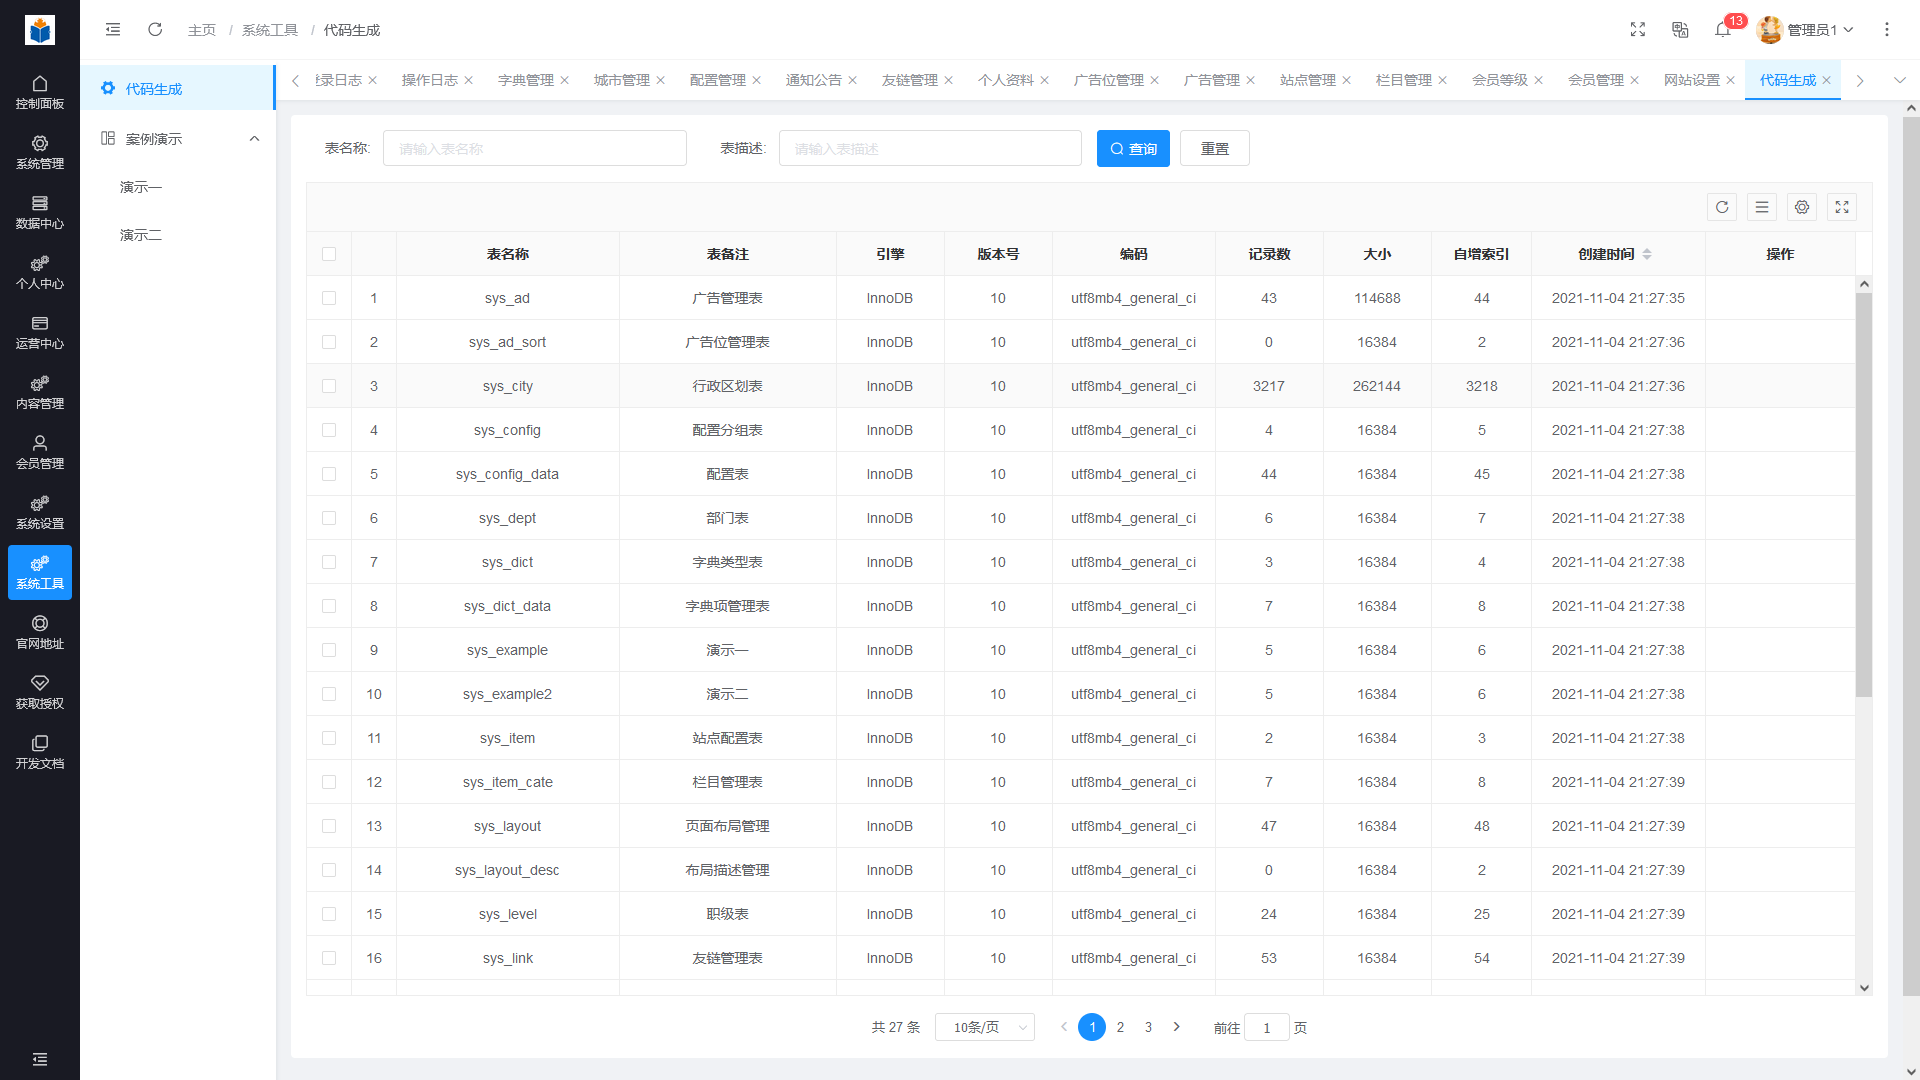 主页 / 系统工具 / 代码生成
13
管理员1
控制面板
系统管理
数据中心
个人中心
运营中心
内容管理
会员管理
系统设置
系统工具
官网地址
获取授权
开发文档
代码生成
案例演示
演示一
演示二
登录日志 操作日志 字典管理 城市管理 配置管理 通知公告 友链管理 个人资料 广告位管理 广告管理 站点管理 栏目管理 会员等级 会员管理 网站设置 代码生成
表名称: 请输入表名称 表描述: 请输入表描述 查询 重置
表名称 表备注 引擎 版本号 编码 记录数 大小 自增索引 创建时间 操作
1 sys_ad 广告管理表 InnoDB 10 utf8mb4_general_ci 43 114688 44 2021-11-04 21:27:35
2 sys_ad_sort 广告位管理表 InnoDB 10 utf8mb4_general_ci 0 16384 2 2021-11-04 21:27:36
3 sys_city 行政区划表 InnoDB 10 utf8mb4_general_ci 3217 262144 3218 2021-11-04 21:27:36
4 sys_config 配置分组表 InnoDB 10 utf8mb4_general_ci 4 16384 5 2021-11-04 21:27:38
5 sys_config_data 配置表 InnoDB 10 utf8mb4_general_ci 44 16384 45 2021-11-04 21:27:38
6 sys_dept 部门表 InnoDB 10 utf8mb4_general_ci 6 16384 7 2021-11-04 21:27:38
7 sys_dict 字典类型表 InnoDB 10 utf8mb4_general_ci 3 16384 4 2021-11-04 21:27:38
8 sys_dict_data 字典项管理表 InnoDB 10 utf8mb4_general_ci 7 16384 8 2021-11-04 21:27:38
9 sys_example 演示一 InnoDB 10 utf8mb4_general_ci 5 16384 6 2021-11-04 21:27:38
10 sys_example2 演示二 InnoDB 10 utf8mb4_general_ci 5 16384 6 2021-11-04 21:27:38
11 sys_item 站点配置表 InnoDB 10 utf8mb4_general_ci 2 16384 3 2021-11-04 21:27:38
12 sys_item_cate 栏目管理表 InnoDB 10 utf8mb4_general_ci 7 16384 8 2021-11-04 21:27:39
13 sys_layout 页面布局管理 InnoDB 10 utf8mb4_general_ci 47 16384 48 2021-11-04 21:27:39
14 sys_layout_desc 布局描述管理 InnoDB 10 utf8mb4_general_ci 0 16384 2 2021-11-04 21:27:39
15 sys_level 职级表 InnoDB 10 utf8mb4_general_ci 24 16384 25 2021-11-04 21:27:39
16 sys_link 友链管理表 InnoDB 10 utf8mb4_general_ci 53 16384 54 2021-11-04 21:27:39
共 27 条 10条/页 1 2 3 前往 1 页